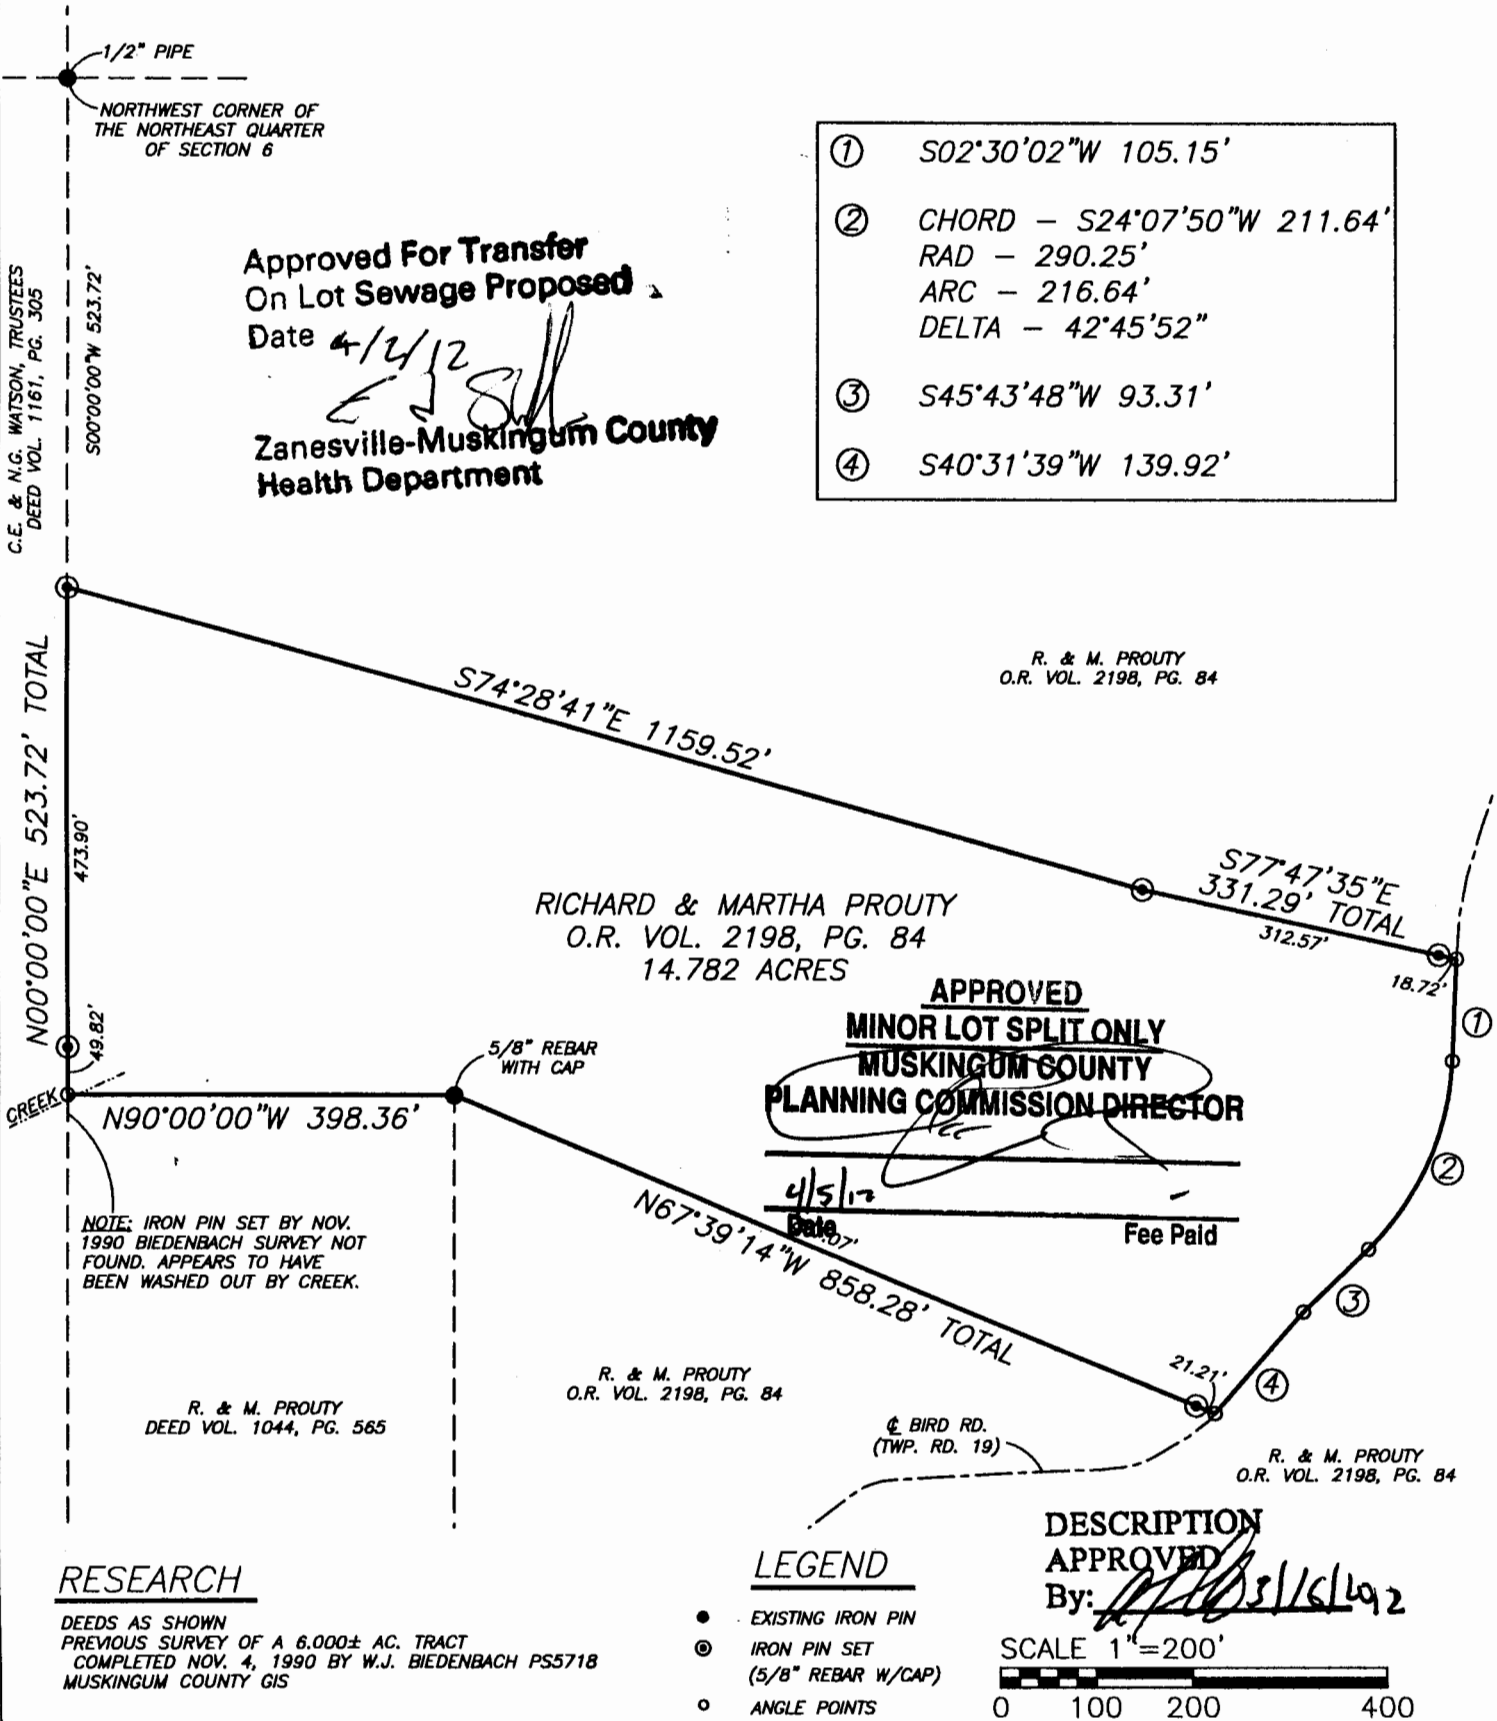 1/2" PIPE
NORTHWEST CORNER OF
THE NORTHEAST QUARTER
OF SECTION 6
C.E. & N.G. WATSON, TRUSTEES
DEED VOL. 1161, PG. 305
S00°00'00"W 523.72'
Approved For Transfer
On Lot Sewage Proposed
Date 4/2/12
Zanesville-Muskingum County
Health Department
① S02°30'02"W 105.15'
② CHORD - S24°07'50"W 211.64'
RAD - 290.25'
ARC - 216.64'
DELTA - 42°45'52"
③ S45°43'48"W 93.31'
④ S40°31'39"W 139.92'
N00°00'00"E 523.72' TOTAL
473.90'
49.82'
S74°28'41"E 1159.52'
R. & M. PROUTY
O.R. VOL. 2198, PG. 84
S77°47'35"E
331.29' TOTAL
312.57'
18.72'
①
②
③
④
RICHARD & MARTHA PROUTY
O.R. VOL. 2198, PG. 84
14.782 ACRES
APPROVED
MINOR LOT SPLIT ONLY
MUSKINGUM COUNTY
PLANNING COMMISSION DIRECTOR
4/5/12
Date
Fee Paid
5/8" REBAR
WITH CAP
CREEK
N90°00'00"W 398.36'
N67°39'14"W 858.28' TOTAL
.07'
21.21'
NOTE: IRON PIN SET BY NOV.
1990 BIEDENBACH SURVEY NOT
FOUND. APPEARS TO HAVE
BEEN WASHED OUT BY CREEK.
R. & M. PROUTY
DEED VOL. 1044, PG. 565
R. & M. PROUTY
O.R. VOL. 2198, PG. 84
℄ BIRD RD.
(TWP. RD. 19)
R. & M. PROUTY
O.R. VOL. 2198, PG. 84
RESEARCH
DEEDS AS SHOWN
PREVIOUS SURVEY OF A 6.000± AC. TRACT
COMPLETED NOV. 4, 1990 BY W.J. BIEDENBACH PS5718
MUSKINGUM COUNTY GIS
LEGEND
EXISTING IRON PIN
IRON PIN SET
(5/8" REBAR W/CAP)
ANGLE POINTS
DESCRIPTION
APPROVED
By: 3/16/2012
SCALE 1"=200'
0 100 200 400